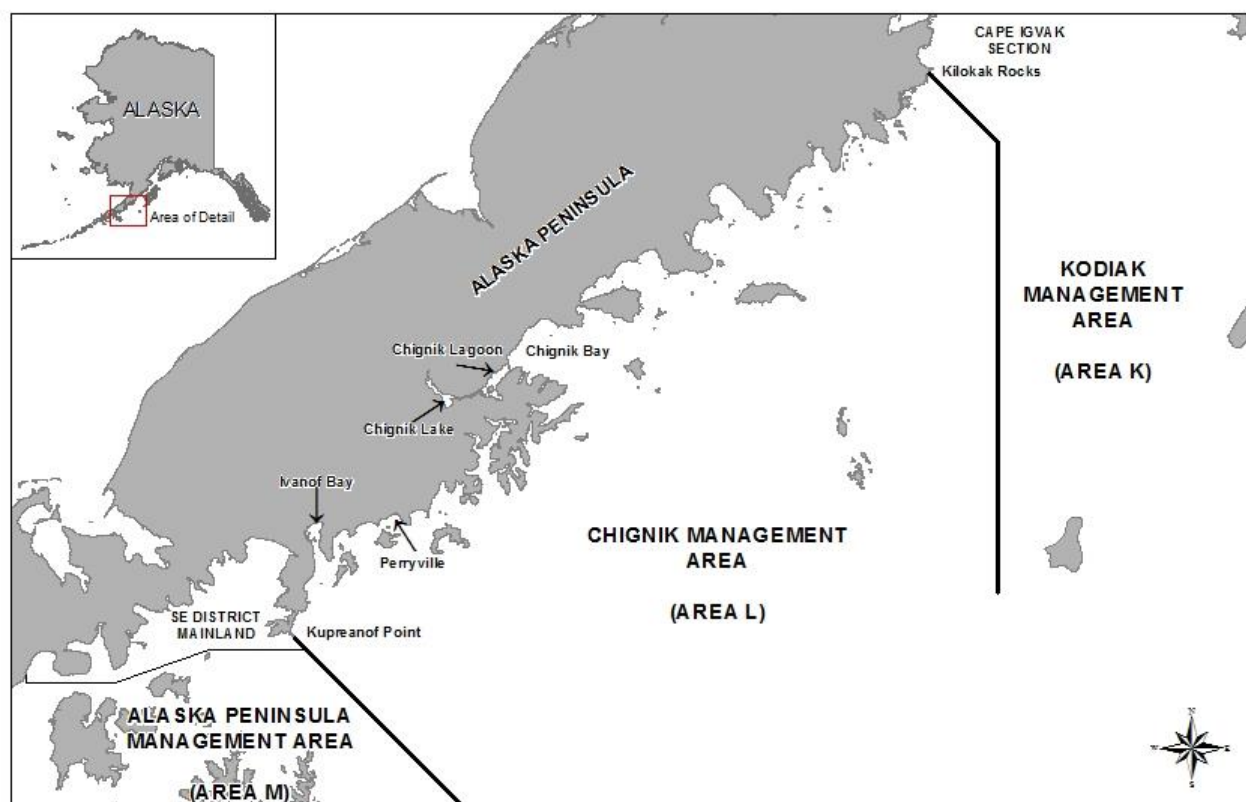 ALASKA
Area of Detail
CAPE IGVAK
SECTION
Kilokak Rocks
ALASKA PENINSULA
KODIAK
MANAGEMENT
AREA
(AREA K)
Chignik Lagoon
Chignik Bay
Chignik Lake
Ivanof Bay
Perryville
CHIGNIK MANAGEMENT
AREA
(AREA L)
SE DISTRICT
MAINLAND
Kupreanof Point
ALASKA PENINSULA
MANAGEMENT AREA
(AREA M)
N
W
E
S